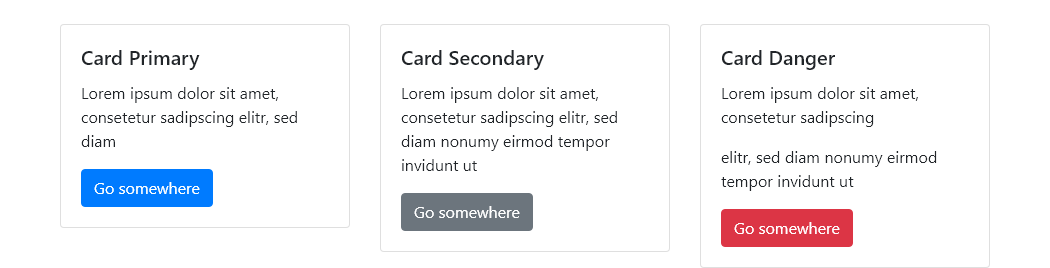 Card Primary
Lorem ipsum dolor sit amet,
consetetur sadipscing elitr, sed
diam
Go somewhere
Card Secondary
Lorem ipsum dolor sit amet,
consetetur sadipscing elitr, sed
diam nonumy eirmod tempor
invidunt ut
Go somewhere
Card Danger
Lorem ipsum dolor sit amet,
consetetur sadipscing
elitr, sed diam nonumy eirmod
tempor invidunt ut
Go somewhere